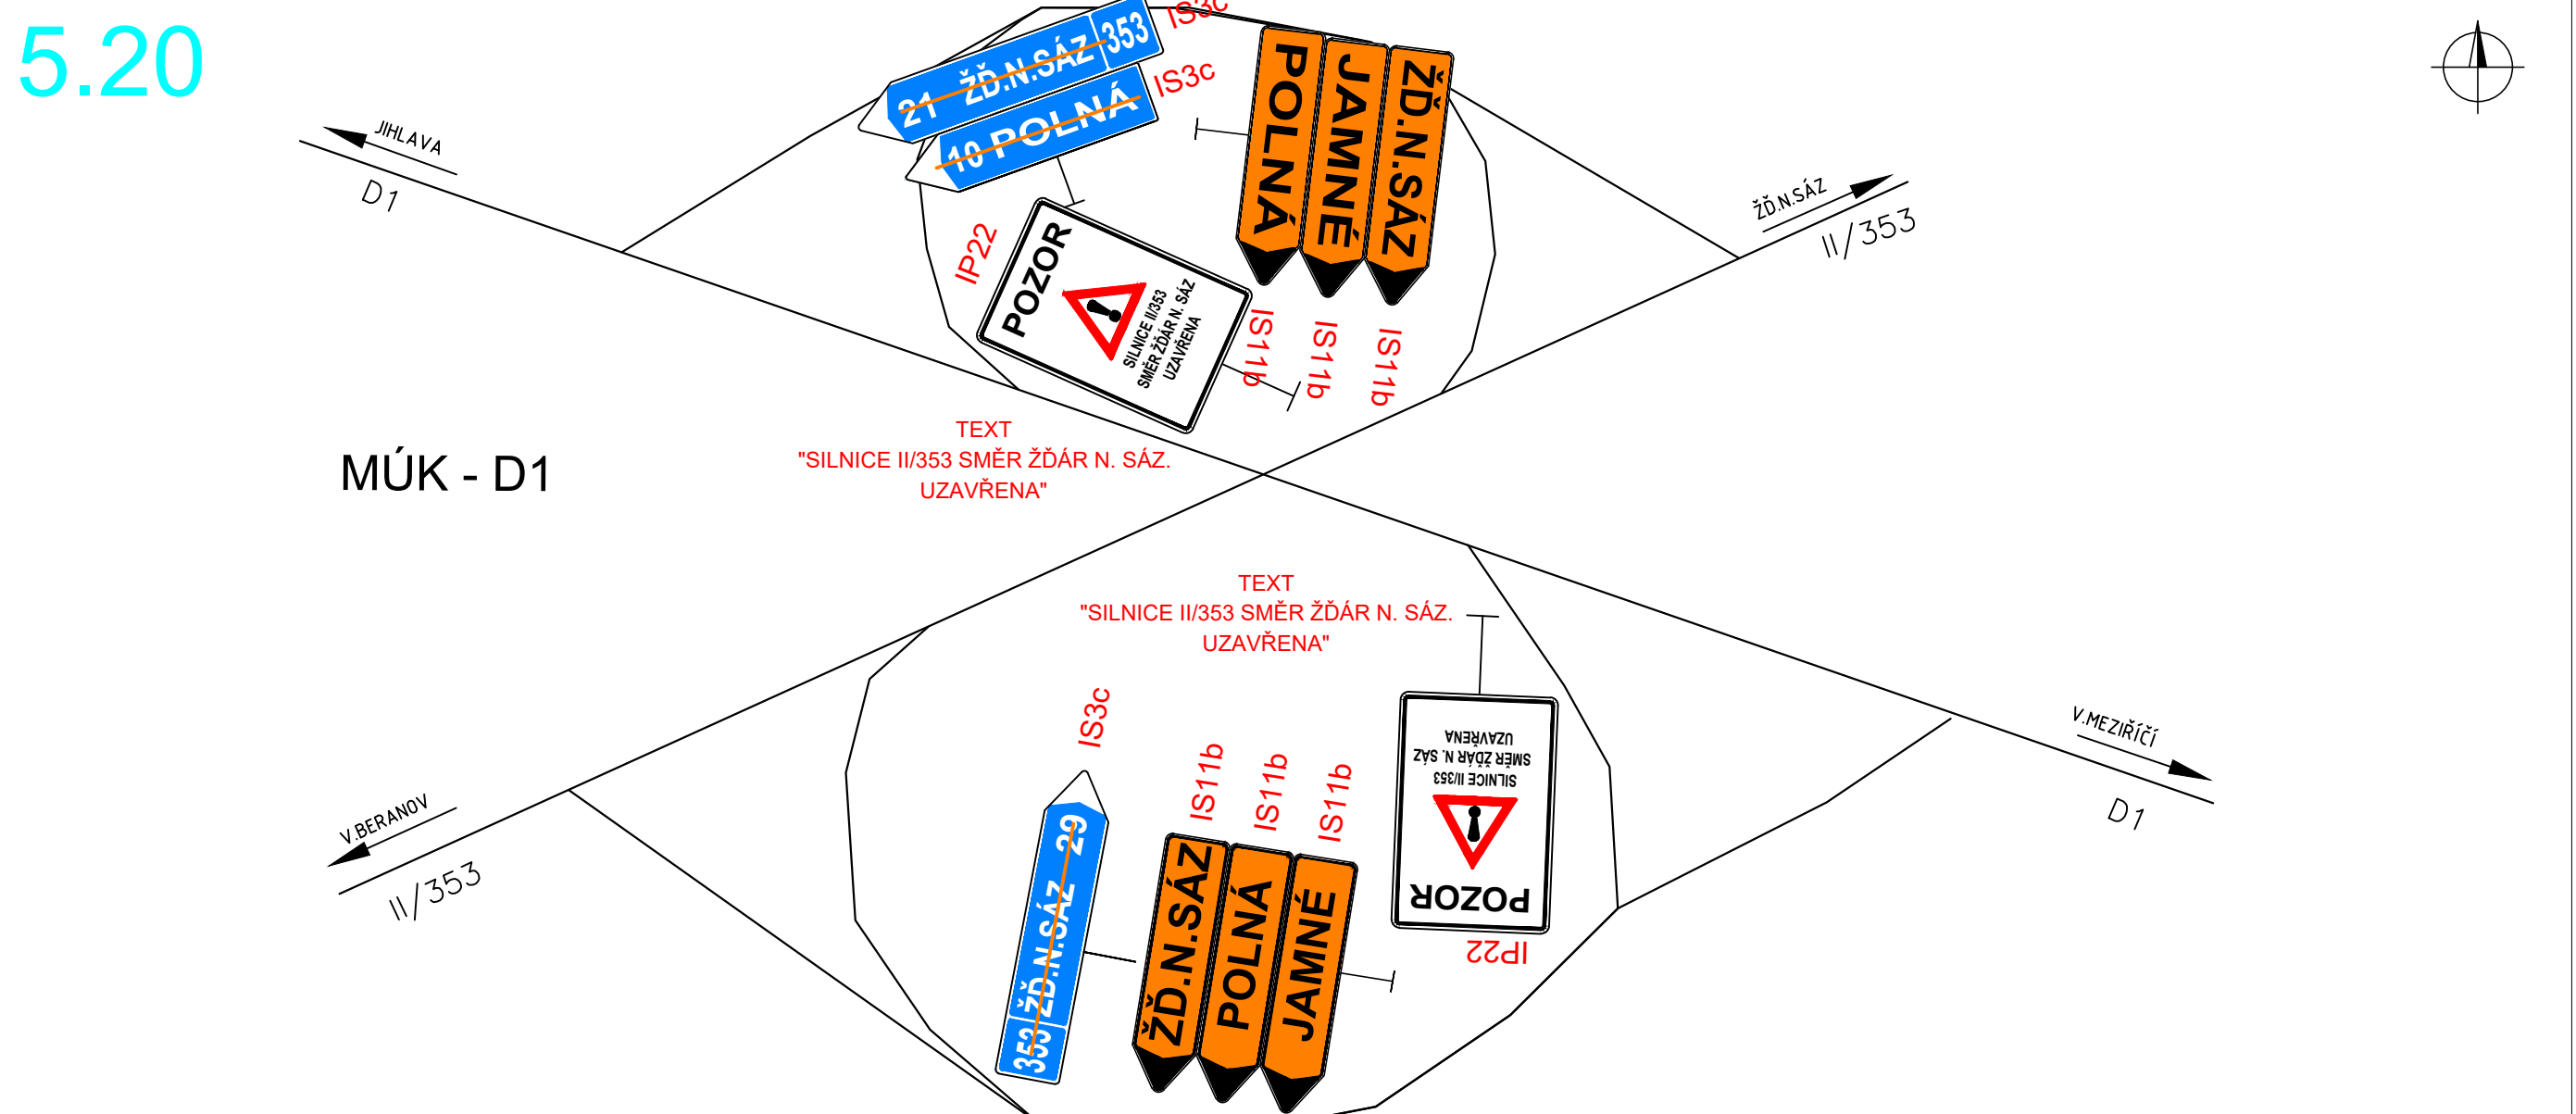 5.20
IS3c
21 ŽĎ.N.SÁZ 353
IS3c
10 POLNÁ
POLNÁ
JAMNÉ
ŽĎ.N.SÁZ
JIHLAVA
D1
ŽĎ.N.SÁZ
II/353
IP22
POZOR
SILNICE II/353
SMĚR ŽĎÁR N. SÁZ
UZAVŘENA
IS11b
IS11b
IS11b
TEXT
"SILNICE II/353 SMĚR ŽĎÁR N. SÁZ.
UZAVŘENA"
MÚK - D1
TEXT
"SILNICE II/353 SMĚR ŽĎÁR N. SÁZ.
UZAVŘENA"
IS3c
IS11b
IS11b
IS11b
353 ŽĎ.N.SÁZ 29
ŽĎ.N.SÁZ
POLNÁ
JAMNÉ
POZOR
SILNICE II/353
SMĚR ŽĎÁR N. SÁZ
UZAVŘENA
IP22
V.MEZIŘÍČÍ
D1
V.BERANOV
II/353